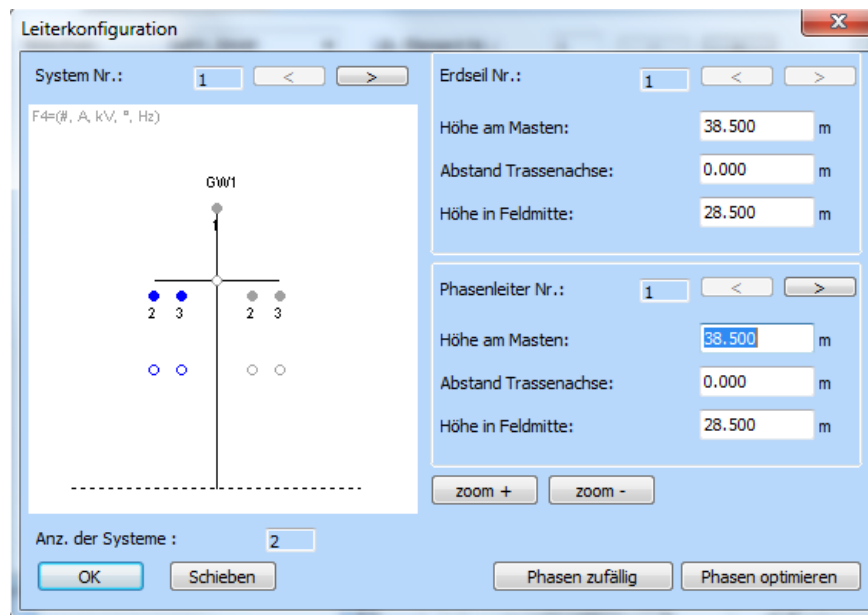 Leiterkonfiguration
System Nr.: 1 < >
F4=(#, A, kV, °, Hz)
GW1
1
2 3 2 3
Anz. der Systeme : 2
OK Schieben
Erdseil Nr.: 1 < >
Höhe am Masten: 38.500 m
Abstand Trassenachse: 0.000 m
Höhe in Feldmitte: 28.500 m
Phasenleiter Nr.: 1 < >
Höhe am Masten: 38.500 m
Abstand Trassenachse: 0.000 m
Höhe in Feldmitte: 28.500 m
zoom + zoom -
Phasen zufällig Phasen optimieren